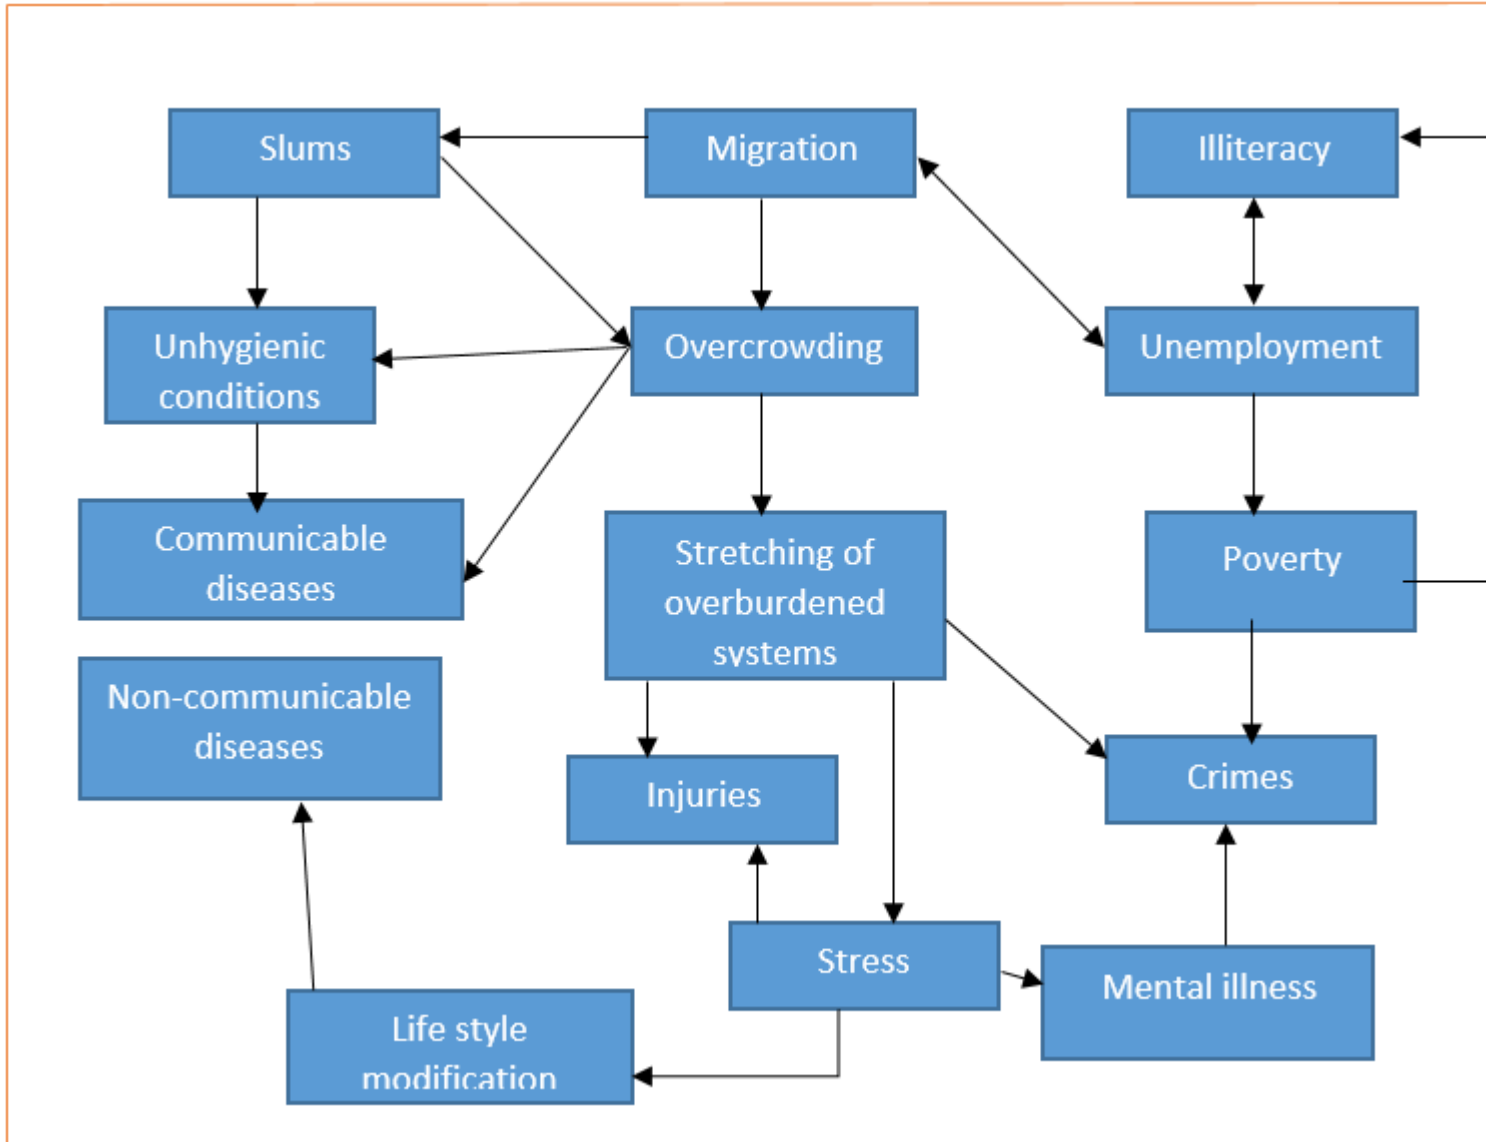 Slums
Migration
Illiteracy
Unhygienic
conditions
Overcrowding
Unemployment
Communicable
diseases
Stretching of
overburdened
systems
Poverty
Non-communicable
diseases
Injuries
Crimes
Stress
Mental illness
Life style
modification